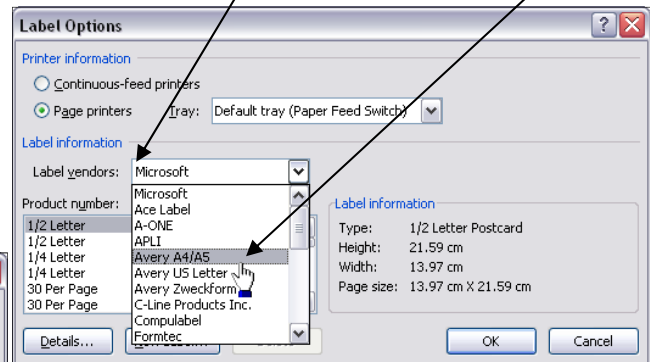 Label Options
Printer information
Continuous-feed printers
Page printers Tray: Default tray (Paper Feed Switch)
Label information
Label vendors: Microsoft
Microsoft
Ace Label
A-ONE
APLI
Avery A4/A5
Avery US Letter
Avery Zweckform
C-Line Products Inc.
Compulabel
Formtec
Product number:
1/2 Letter
1/2 Letter
1/4 Letter
1/4 Letter
30 Per Page
30 Per Page
Label information
Type: 1/2 Letter Postcard
Height: 21.59 cm
Width: 13.97 cm
Page size: 13.97 cm X 21.59 cm
Details...
OK Cancel